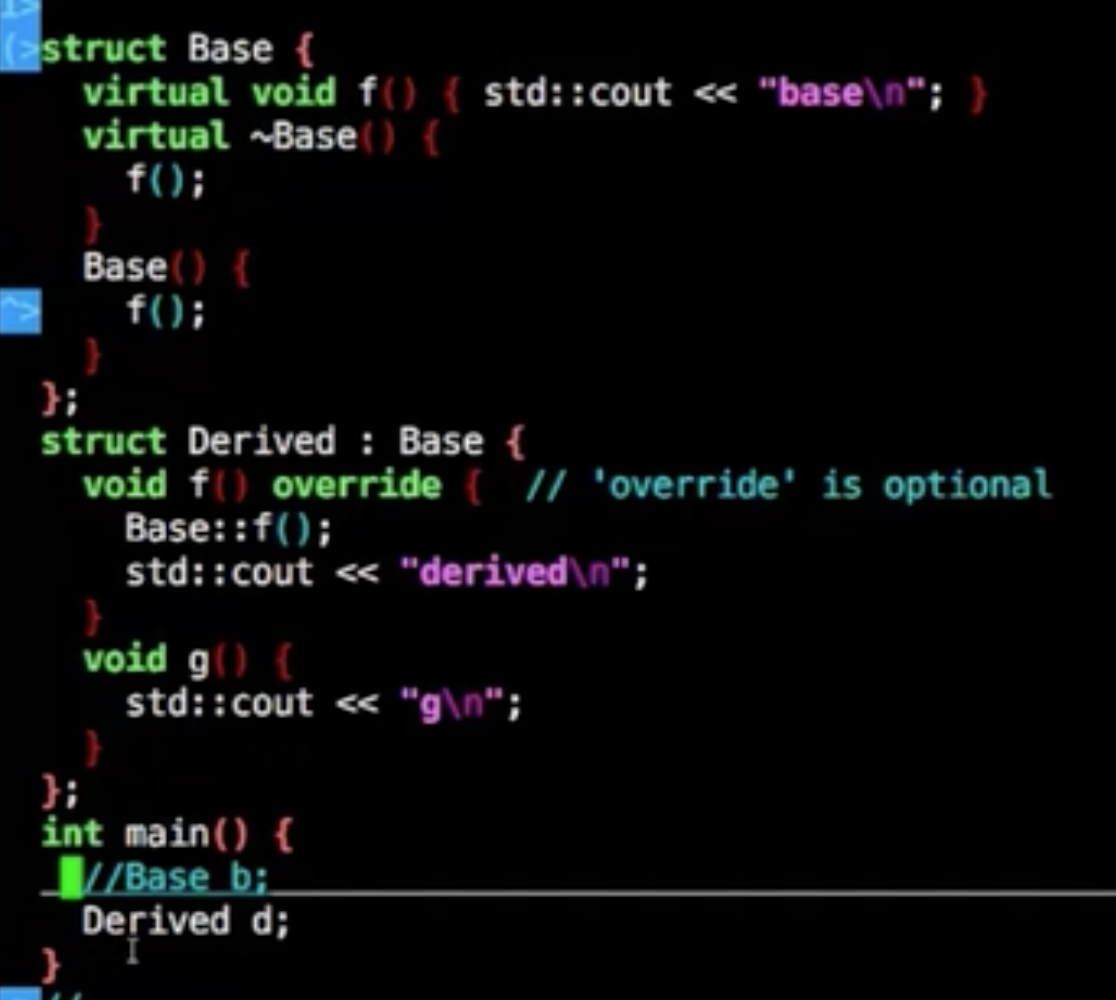 struct Base {
  virtual void f() { std::cout << "base\n"; }
  virtual ~Base() {
    f();
  }
  Base() {
    f();
  }
};
struct Derived : Base {
  void f() override {  // 'override' is optional
    Base::f();
    std::cout << "derived\n";
  }
  void g() {
    std::cout << "g\n";
  }
};
int main() {
  //Base b;
  Derived d;
}